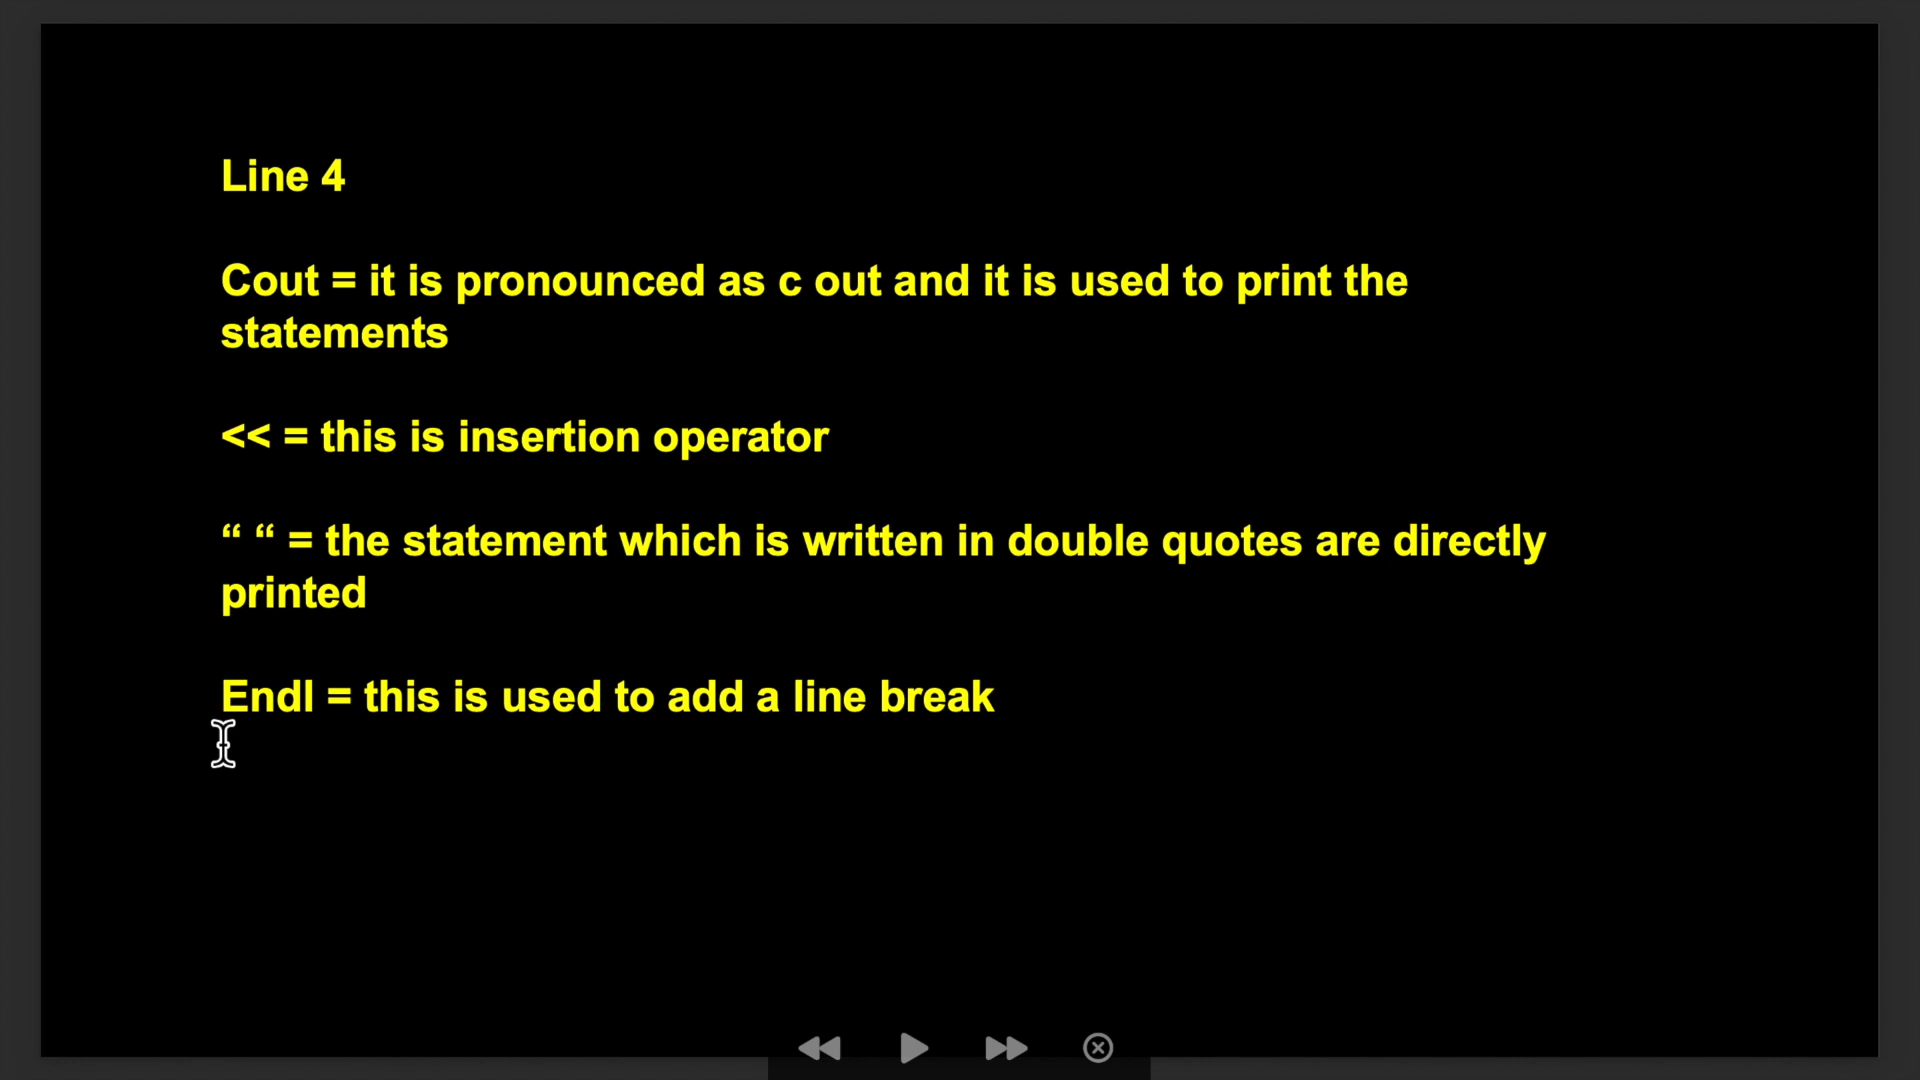 Line 4
Cout = it is pronounced as c out and it is used to print the
statements
<< = this is insertion operator
“ “ = the statement which is written in double quotes are directly
printed
Endl = this is used to add a line break